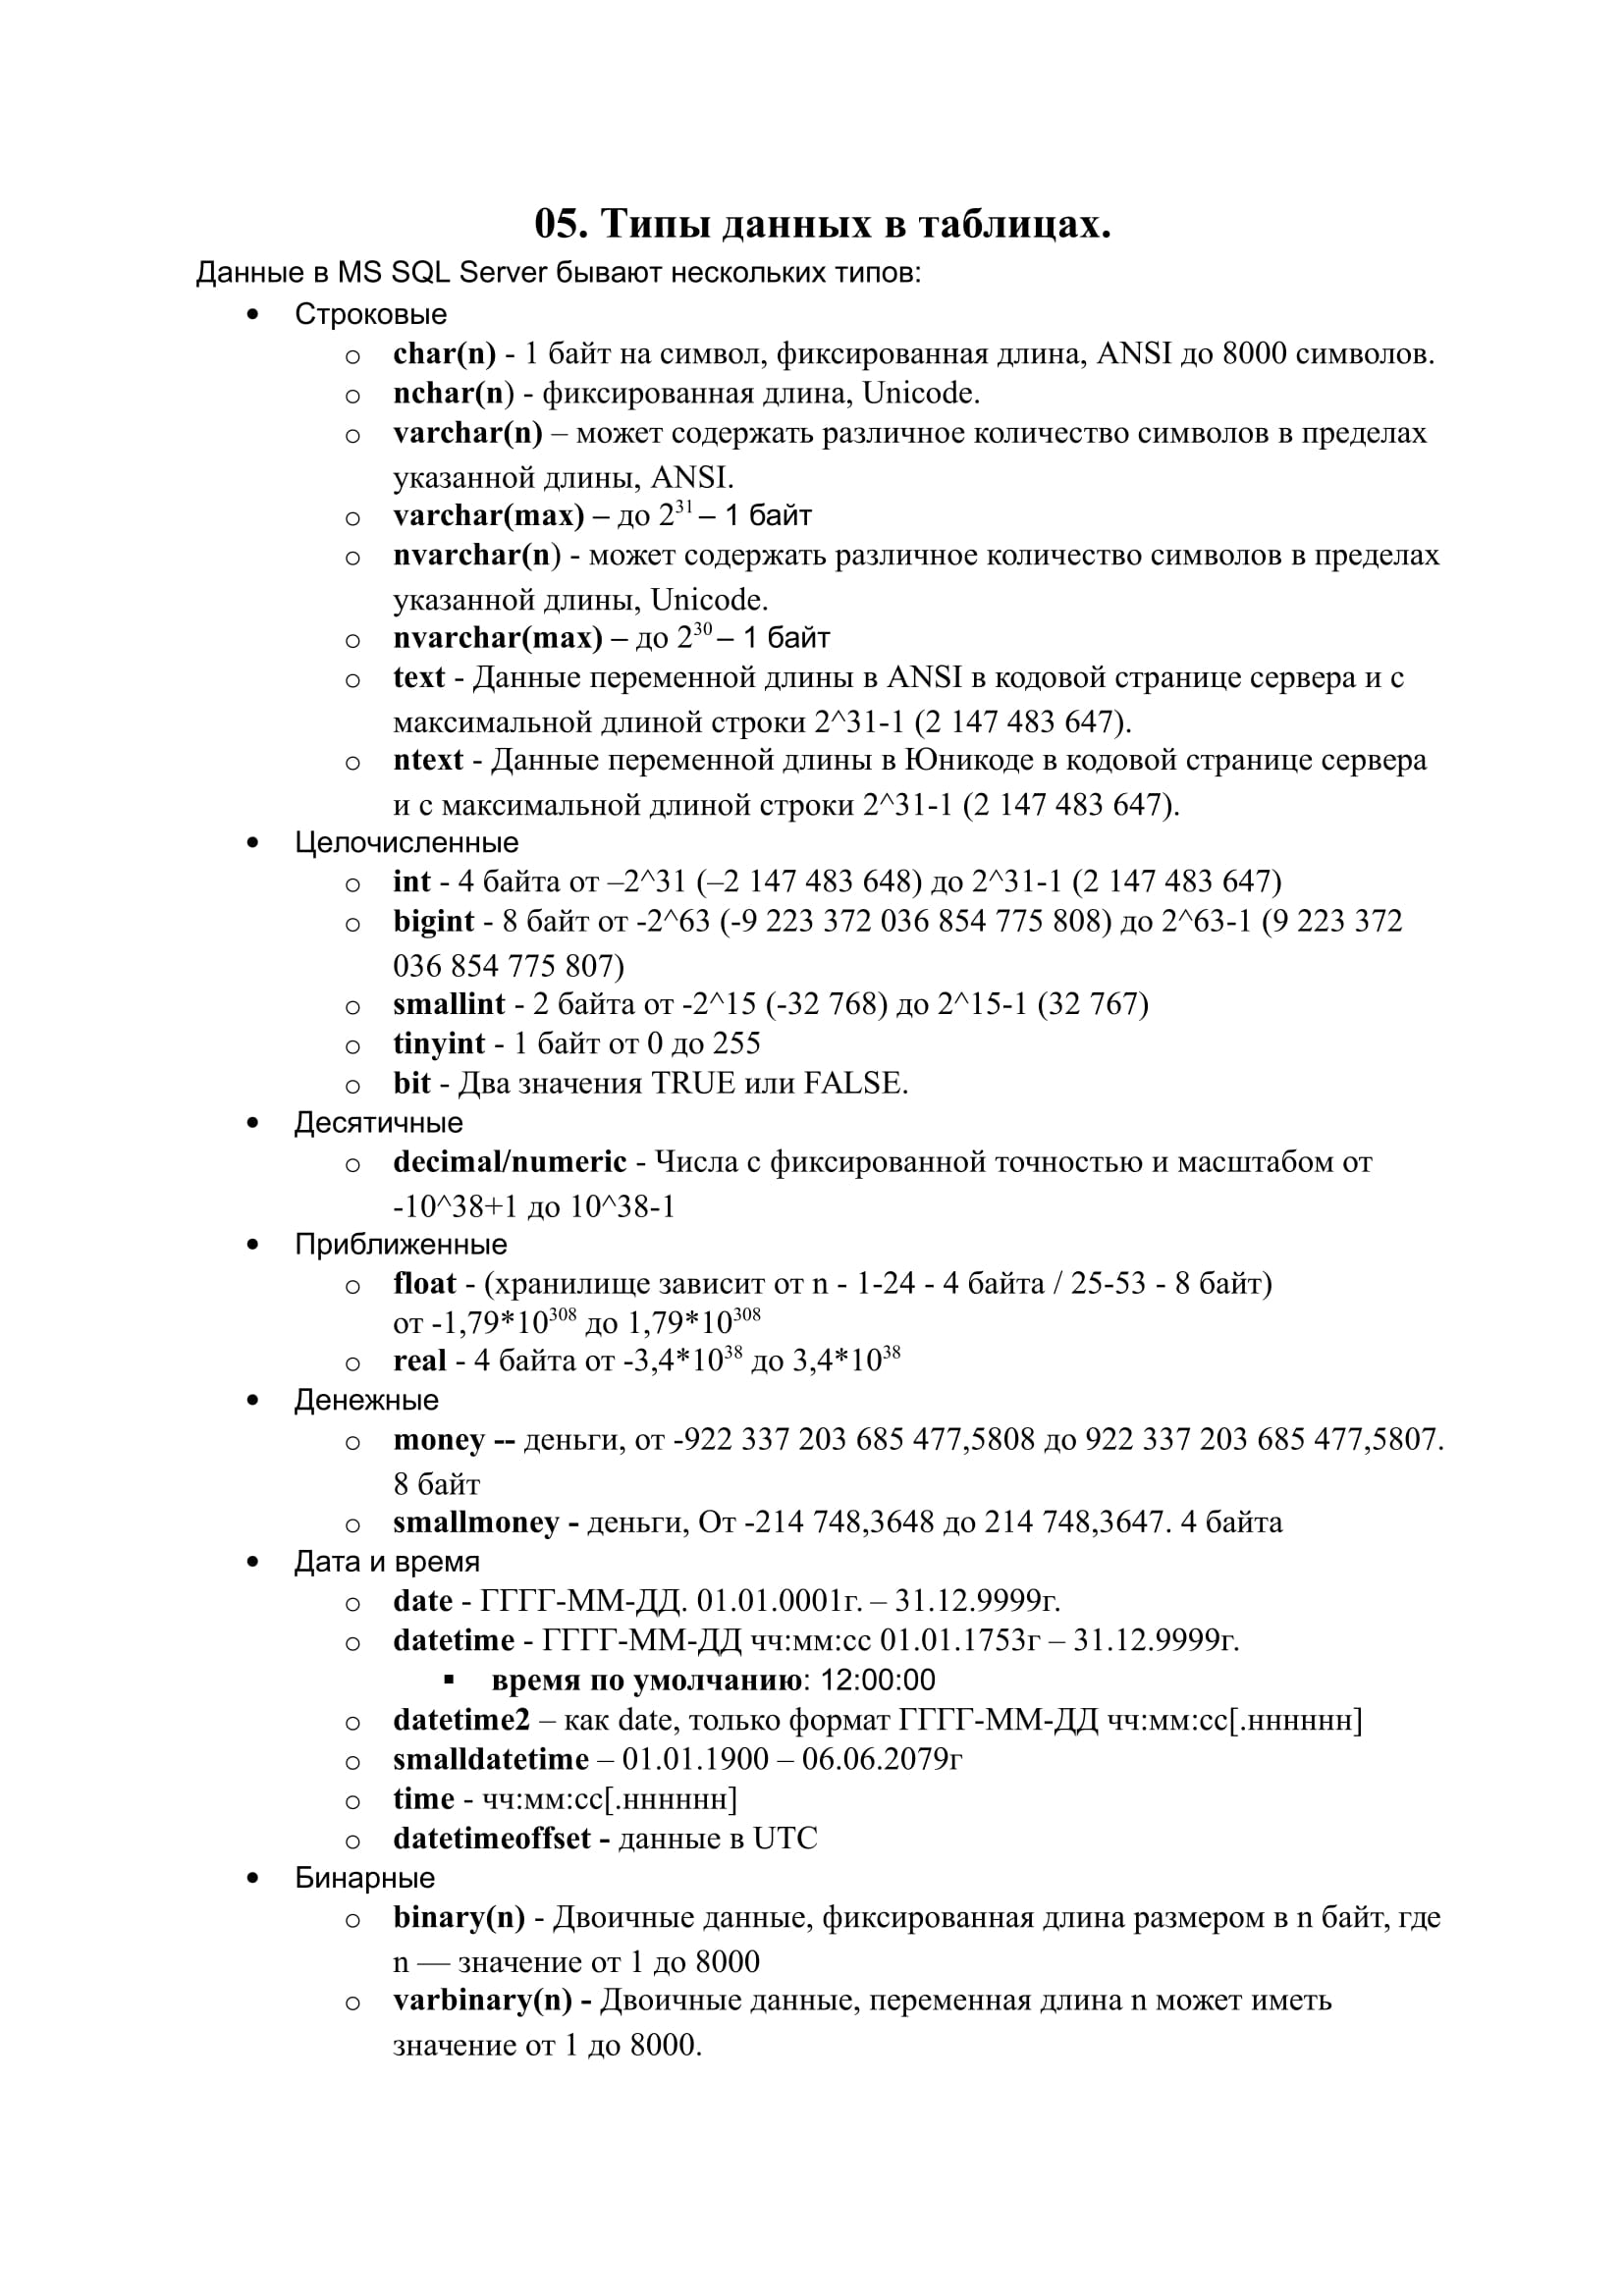 05. Типы данных в таблицах.
Данные в MS SQL Server бывают нескольких типов:
• Строковые
o char(n) - 1 байт на символ, фиксированная длина, ANSI до 8000 символов.
o nchar(n) - фиксированная длина, Unicode.
o varchar(n) – может содержать различное количество символов в пределах
указанной длины, ANSI.
o varchar(max) – до 2³¹ – 1 байт
o nvarchar(n) - может содержать различное количество символов в пределах
указанной длины, Unicode.
o nvarchar(max) – до 2³⁰ – 1 байт
o text - Данные переменной длины в ANSI в кодовой странице сервера и с
максимальной длиной строки 2^31-1 (2 147 483 647).
o ntext - Данные переменной длины в Юникоде в кодовой странице сервера
и с максимальной длиной строки 2^31-1 (2 147 483 647).
• Целочисленные
o int - 4 байта от –2^31 (–2 147 483 648) до 2^31-1 (2 147 483 647)
o bigint - 8 байт от -2^63 (-9 223 372 036 854 775 808) до 2^63-1 (9 223 372
036 854 775 807)
o smallint - 2 байта от -2^15 (-32 768) до 2^15-1 (32 767)
o tinyint - 1 байт от 0 до 255
o bit - Два значения TRUE или FALSE.
• Десятичные
o decimal/numeric - Числа с фиксированной точностью и масштабом от
-10^38+1 до 10^38-1
• Приближенные
o float - (хранилище зависит от n - 1-24 - 4 байта / 25-53 - 8 байт)
от -1,79*10³⁰⁸ до 1,79*10³⁰⁸
o real - 4 байта от -3,4*10³⁸ до 3,4*10³⁸
• Денежные
o money -- деньги, от -922 337 203 685 477,5808 до 922 337 203 685 477,5807.
8 байт
o smallmoney - деньги, От -214 748,3648 до 214 748,3647. 4 байта
• Дата и время
o date - ГГГГ-ММ-ДД. 01.01.0001г. – 31.12.9999г.
o datetime - ГГГГ-ММ-ДД чч:мм:сс 01.01.1753г – 31.12.9999г.
▪ время по умолчанию: 12:00:00
o datetime2 – как date, только формат ГГГГ-ММ-ДД чч:мм:сс[.нннннн]
o smalldatetime – 01.01.1900 – 06.06.2079г
o time - чч:мм:сс[.нннннн]
o datetimeoffset - данные в UTC
• Бинарные
o binary(n) - Двоичные данные, фиксированная длина размером в n байт, где
n — значение от 1 до 8000
o varbinary(n) - Двоичные данные, переменная длина n может иметь
значение от 1 до 8000.